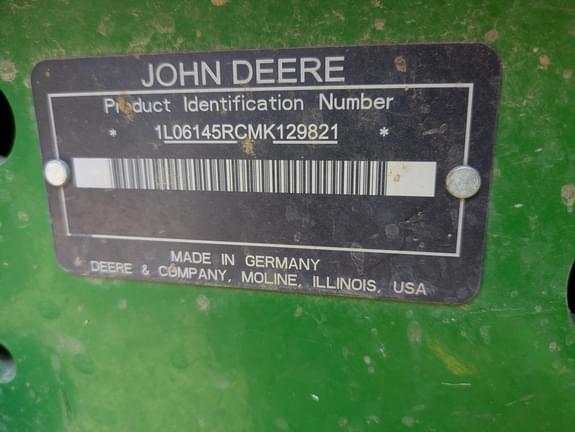 JOHN DEERE
Product Identification Number
* 1L06145RCMK129821 *
MADE IN GERMANY
DEERE & COMPANY, MOLINE, ILLINOIS, USA